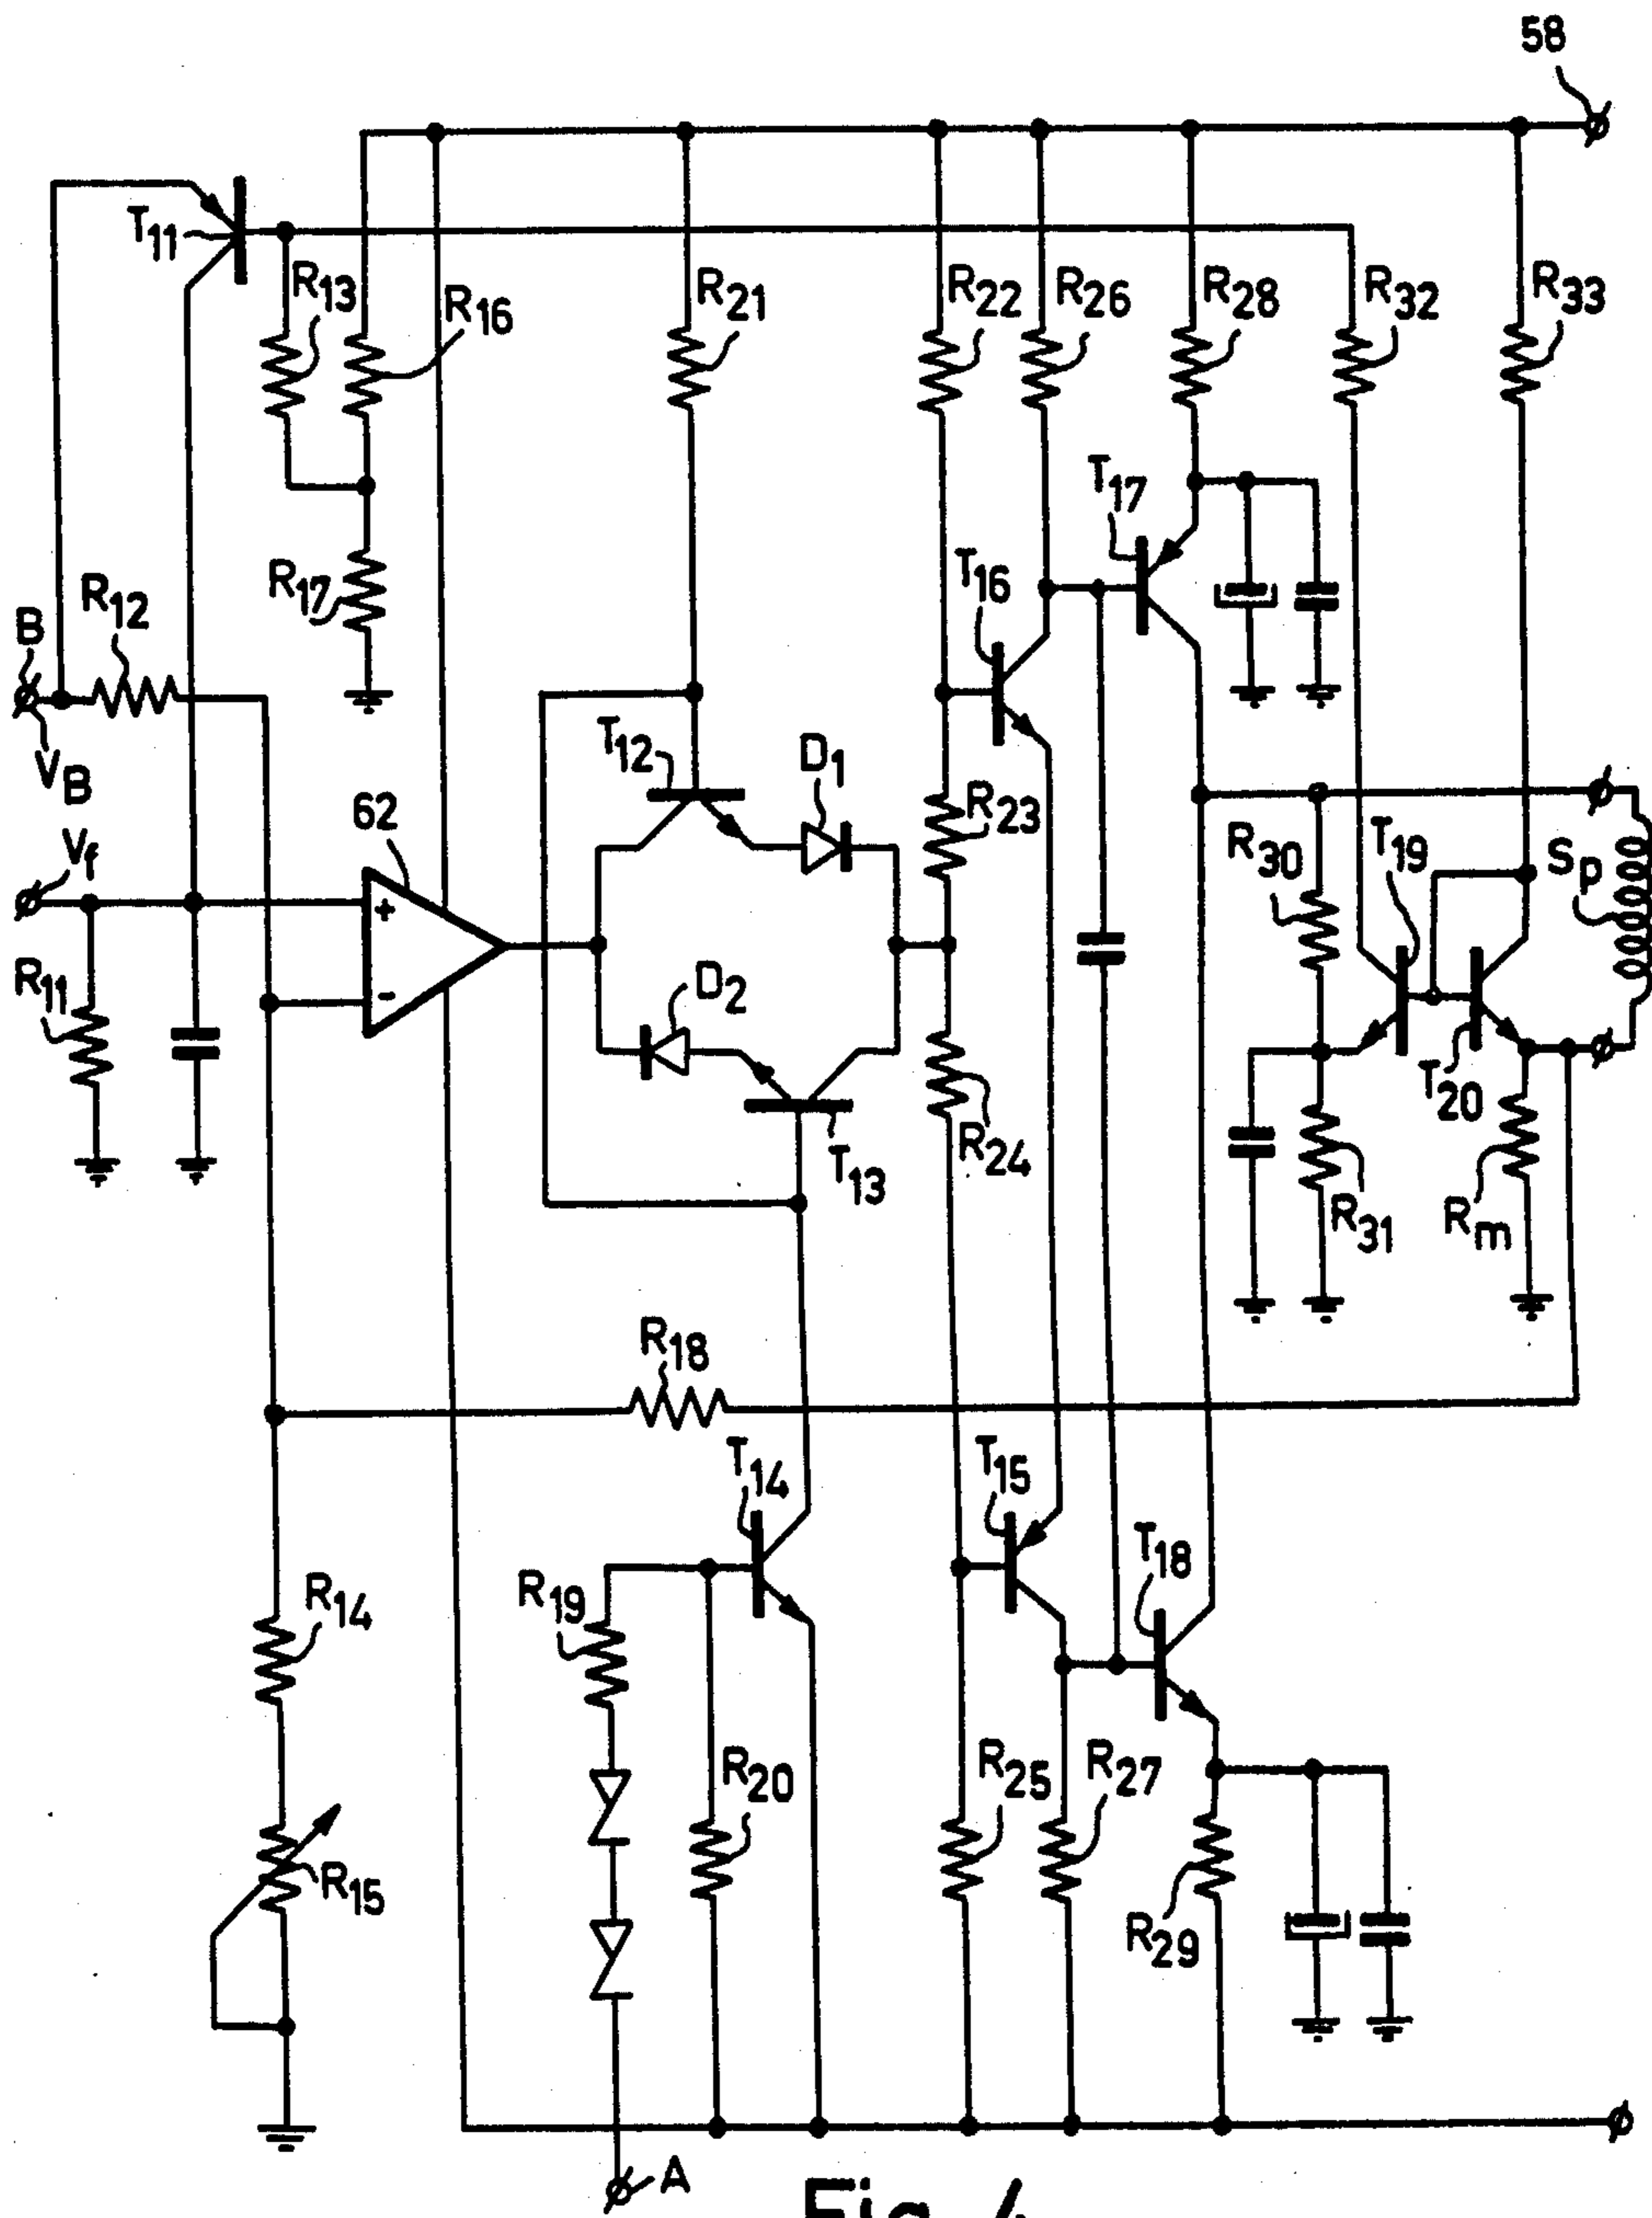 58
T11
R13
R16
R21
R22
R26
R28
R32
R33
T17
T16
R17
R12
B
VB
T12
D1
R23
62
Vf
R30
T19
Sp
R11
+
-
D2
T13
R24
T20
R31
Rm
R18
T14
T15
T18
R19
R14
R20
R25
R27
R15
R29
A
Fig. 4